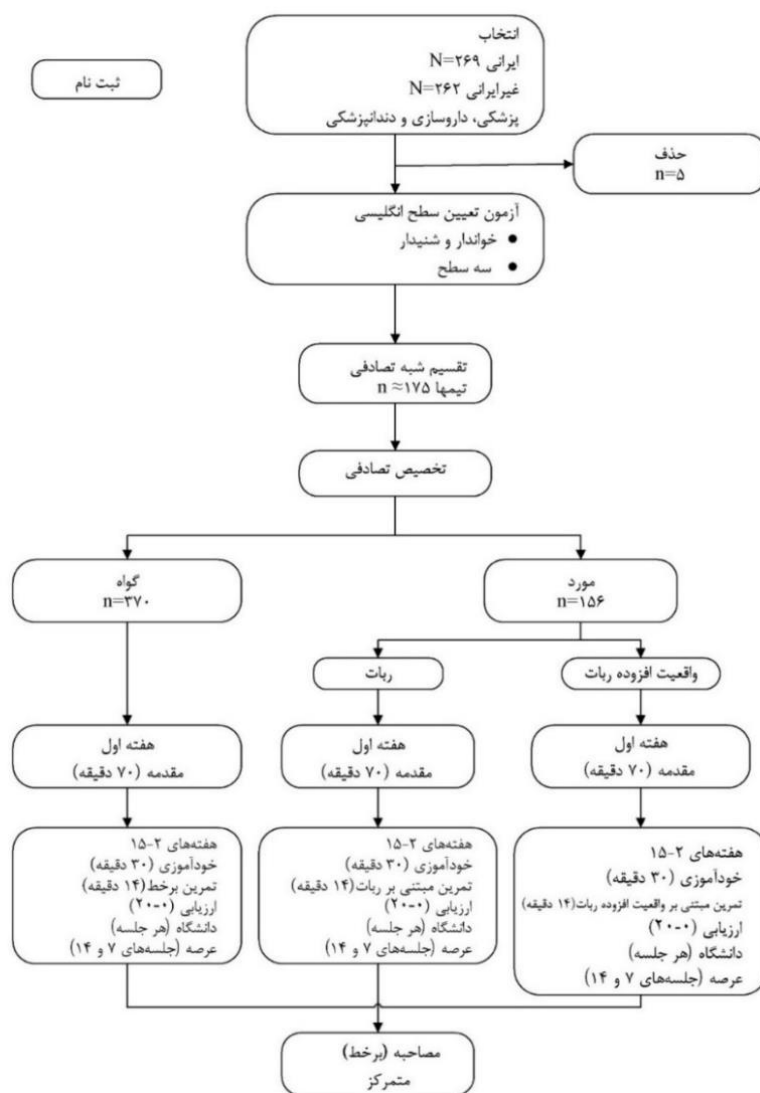 ثبت نام
انتخاب
ایرانی N=۲۶۹
غیرایرانی N=۲۶۲
پزشکی، داروسازی و دندانپزشکی
حذف
n=۵
آزمون تعیین سطح انگلیسی
● خواندار و شنیدار
● سه سطح
تقسیم شبه تصادفی
تیمها n ≈۱۷۵
تخصیص تصادفی
مورد
n=۱۵۶
گواه
n=۳۷۰
واقعیت افزوده ربات
ربات
هفته اول
مقدمه (۷۰ دقیقه)
هفته اول
مقدمه (۷۰ دقیقه)
هفته اول
مقدمه (۷۰ دقیقه)
هفته‌های ۲-۱۵
خودآموزی (۳۰ دقیقه)
تمرین مبتنی بر واقعیت افزوده ربات(۱۴ دقیقه)
ارزیابی (۰-۲۰)
دانشگاه (هر جلسه)
عرصه (جلسه‌های ۷ و ۱۴)
هفته‌های ۲-۱۵
خودآموزی (۳۰ دقیقه)
تمرین مبتنی بر ربات(۱۴ دقیقه)
ارزیابی (۰-۲۰)
دانشگاه (هر جلسه)
عرصه (جلسه‌های ۷ و ۱۴)
هفته‌های ۲-۱۵
خودآموزی (۳۰ دقیقه)
تمرین برخط (۱۴ دقیقه)
ارزیابی (۰-۲۰)
دانشگاه (هر جلسه)
عرصه (جلسه‌های ۷ و ۱۴)
مصاحبه (برخط)
متمرکز